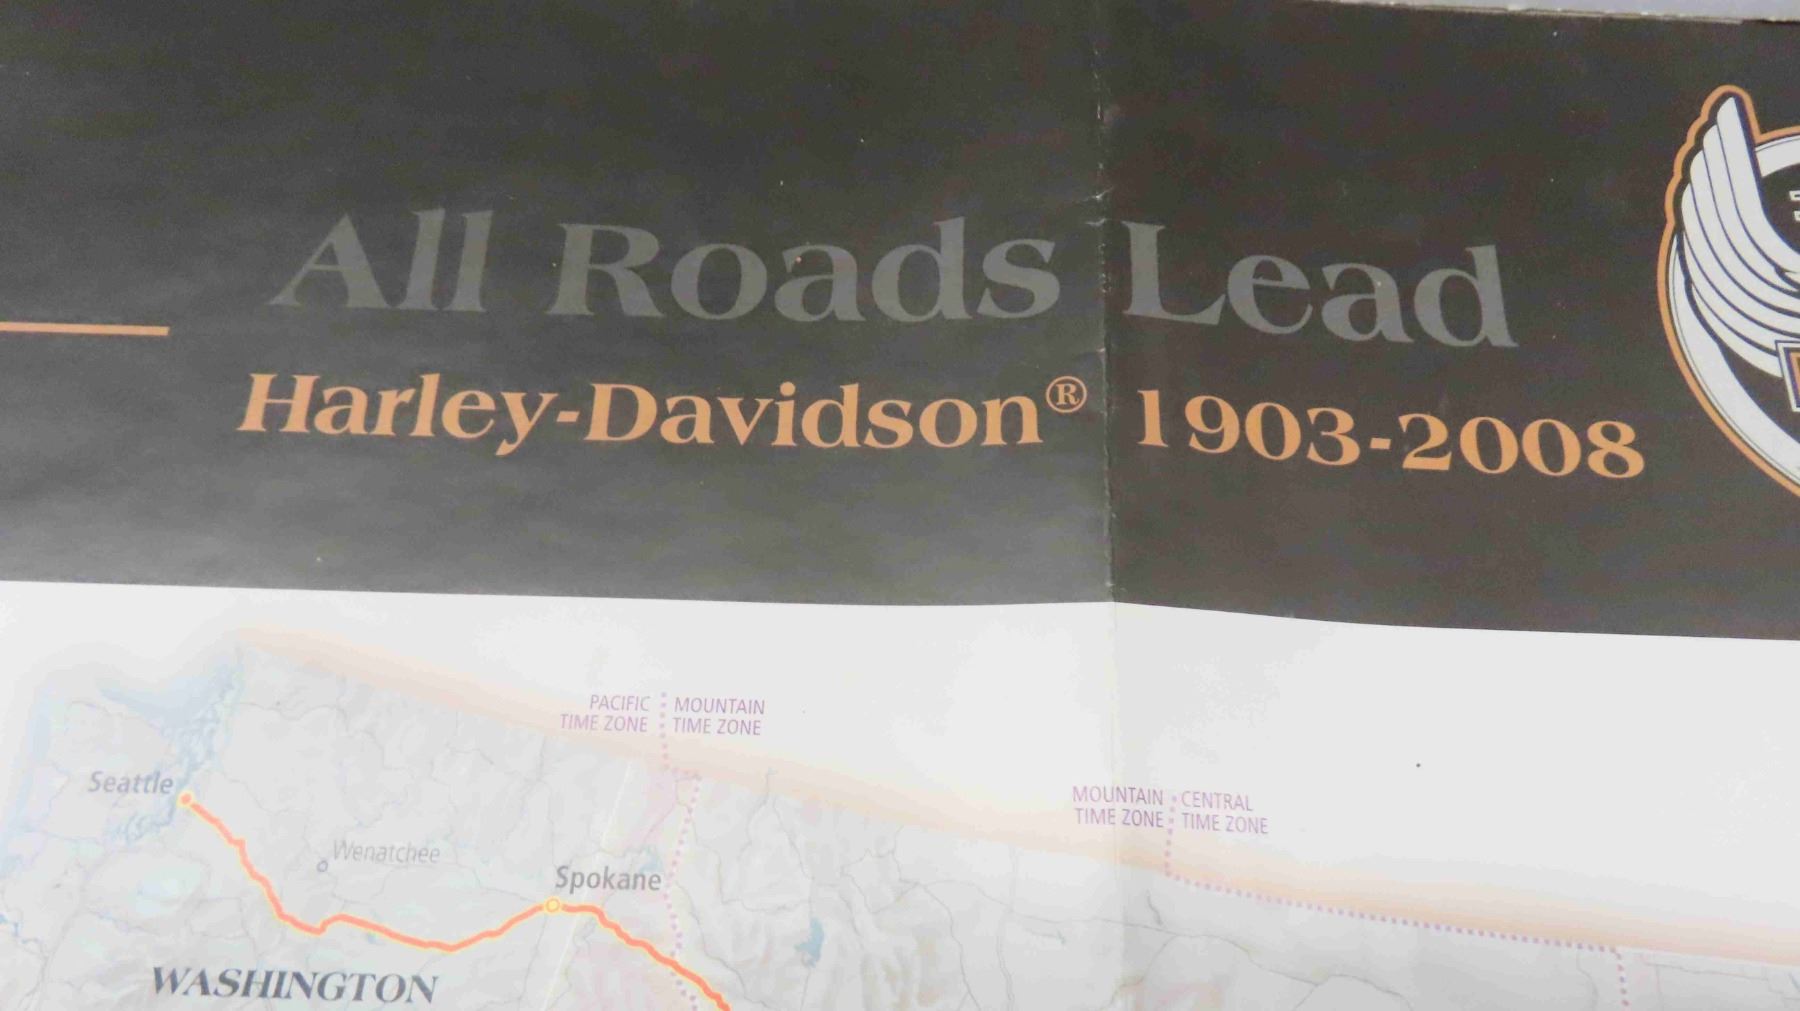 All Roads Lead
Harley-Davidson® 1903-2008
PACIFIC
TIME ZONE
MOUNTAIN
TIME ZONE
MOUNTAIN
TIME ZONE
CENTRAL
TIME ZONE
Seattle
Wenatchee
Spokane
WASHINGTON